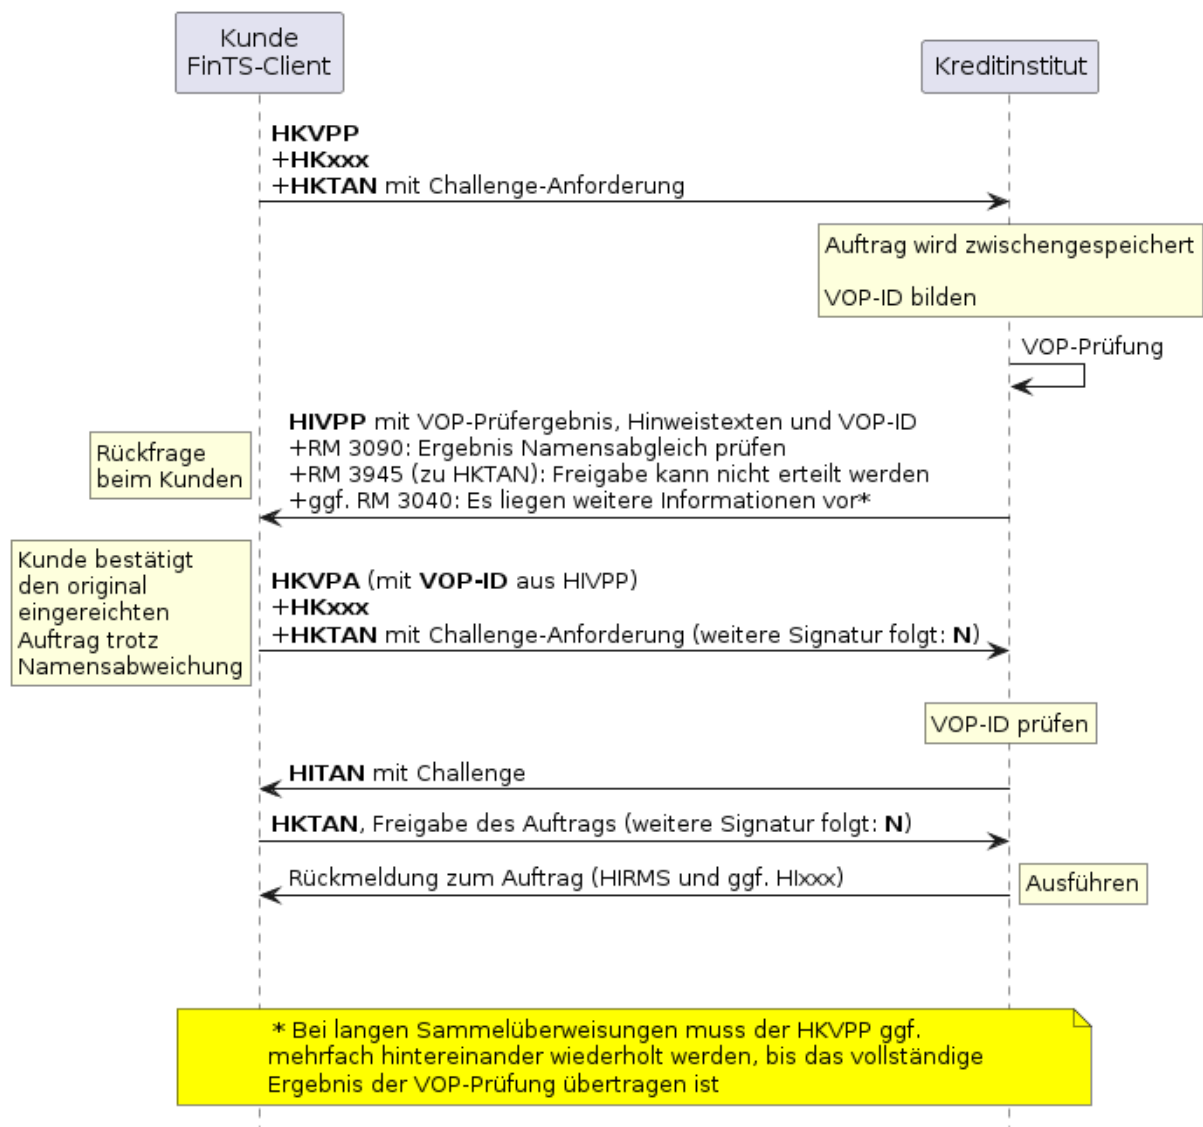 Kunde
FinTS-Client
Kreditinstitut
HKVPP
+HKxxx
+HKTAN mit Challenge-Anforderung
Auftrag wird zwischengespeichert
VOP-ID bilden
VOP-Prüfung
HIVPP mit VOP-Prüfergebnis, Hinweistexten und VOP-ID
+RM 3090: Ergebnis Namensabgleich prüfen
+RM 3945 (zu HKTAN): Freigabe kann nicht erteilt werden
+ggf. RM 3040: Es liegen weitere Informationen vor*
Rückfrage
beim Kunden
Kunde bestätigt
den original
eingereichten
Auftrag trotz
Namensabweichung
HKVPA (mit VOP-ID aus HIVPP)
+HKxxx
+HKTAN mit Challenge-Anforderung (weitere Signatur folgt: N)
VOP-ID prüfen
HITAN mit Challenge
HKTAN, Freigabe des Auftrags (weitere Signatur folgt: N)
Rückmeldung zum Auftrag (HIRMS und ggf. HIxxx)
Ausführen
* Bei langen Sammelüberweisungen muss der HKVPP ggf.
mehrfach hintereinander wiederholt werden, bis das vollständige
Ergebnis der VOP-Prüfung übertragen ist